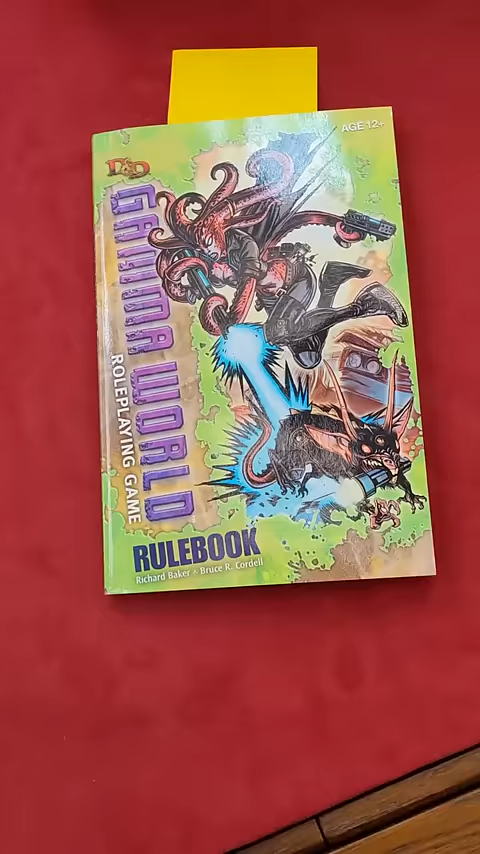 AGE 12+
D&D
GAMMA WORLD
ROLEPLAYING GAME
RULEBOOK
Richard Baker & Bruce R. Cordell